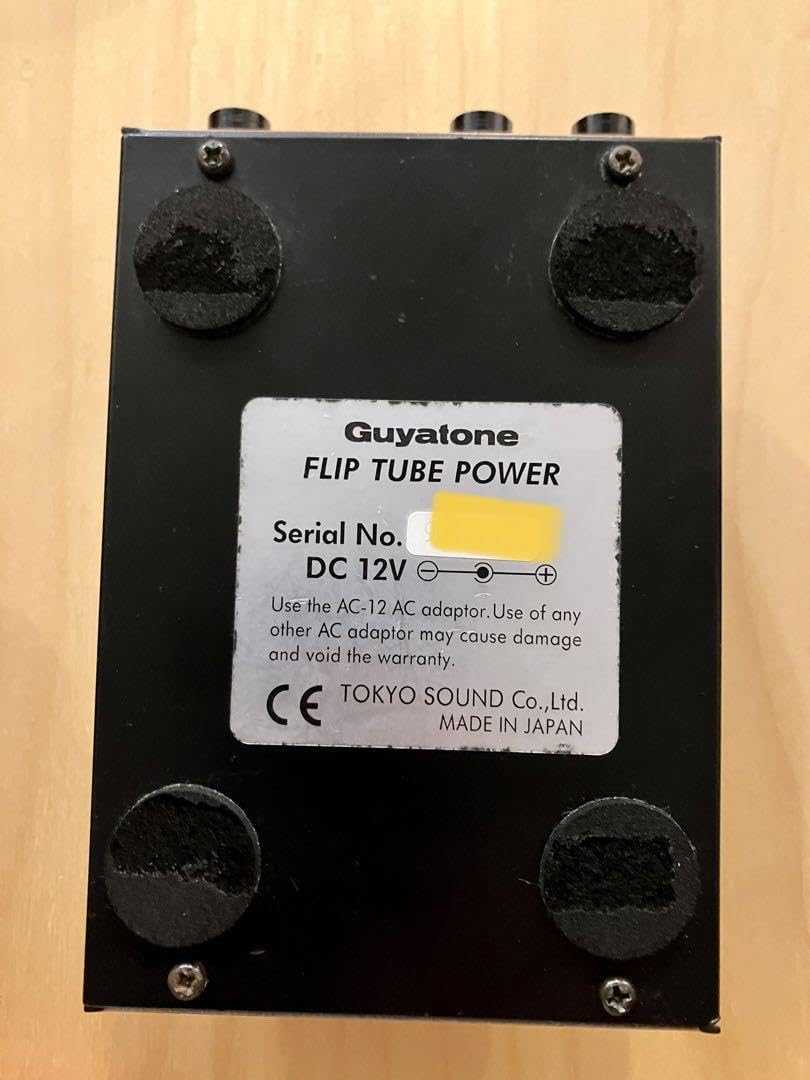 Guyatone
FLIP TUBE POWER
Serial No.
DC 12V
Use the AC-12 AC adaptor. Use of any
other AC adaptor may cause damage
and void the warranty.
CE TOKYO SOUND Co.,Ltd.
MADE IN JAPAN